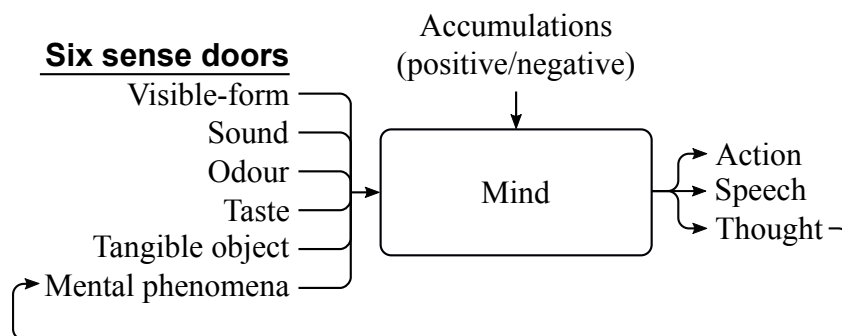 Six sense doors
Visible-form
Sound
Odour
Taste
Tangible object
Mental phenomena
Accumulations
(positive/negative)
Mind
Action
Speech
Thought